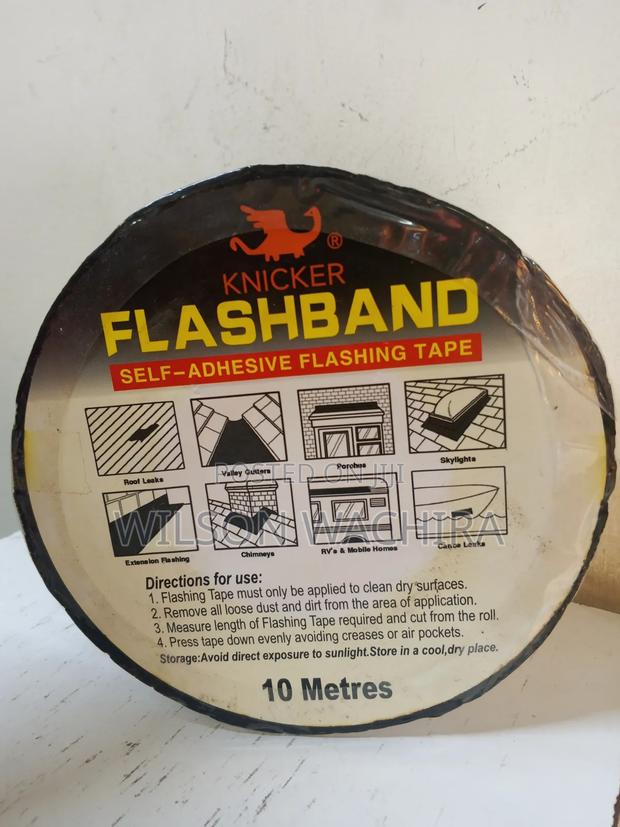 ®
KNICKER
FLASHBAND
SELF-ADHESIVE FLASHING TAPE
Roof Leaks
Valley Gutters
Porches
Skylights
POSTED ON JIJI
WILSON WACHIRA
Extension Flashing
Chimneys
RV's & Mobile Homes
Canoe Leaks
Directions for use:
1. Flashing Tape must only be applied to clean dry surfaces.
2. Remove all loose dust and dirt from the area of application.
3. Measure length of Flashing Tape required and cut from the roll.
4. Press tape down evenly avoiding creases or air pockets.
Storage:Avoid direct exposure to sunlight.Store in a cool,dry place.
10 Metres